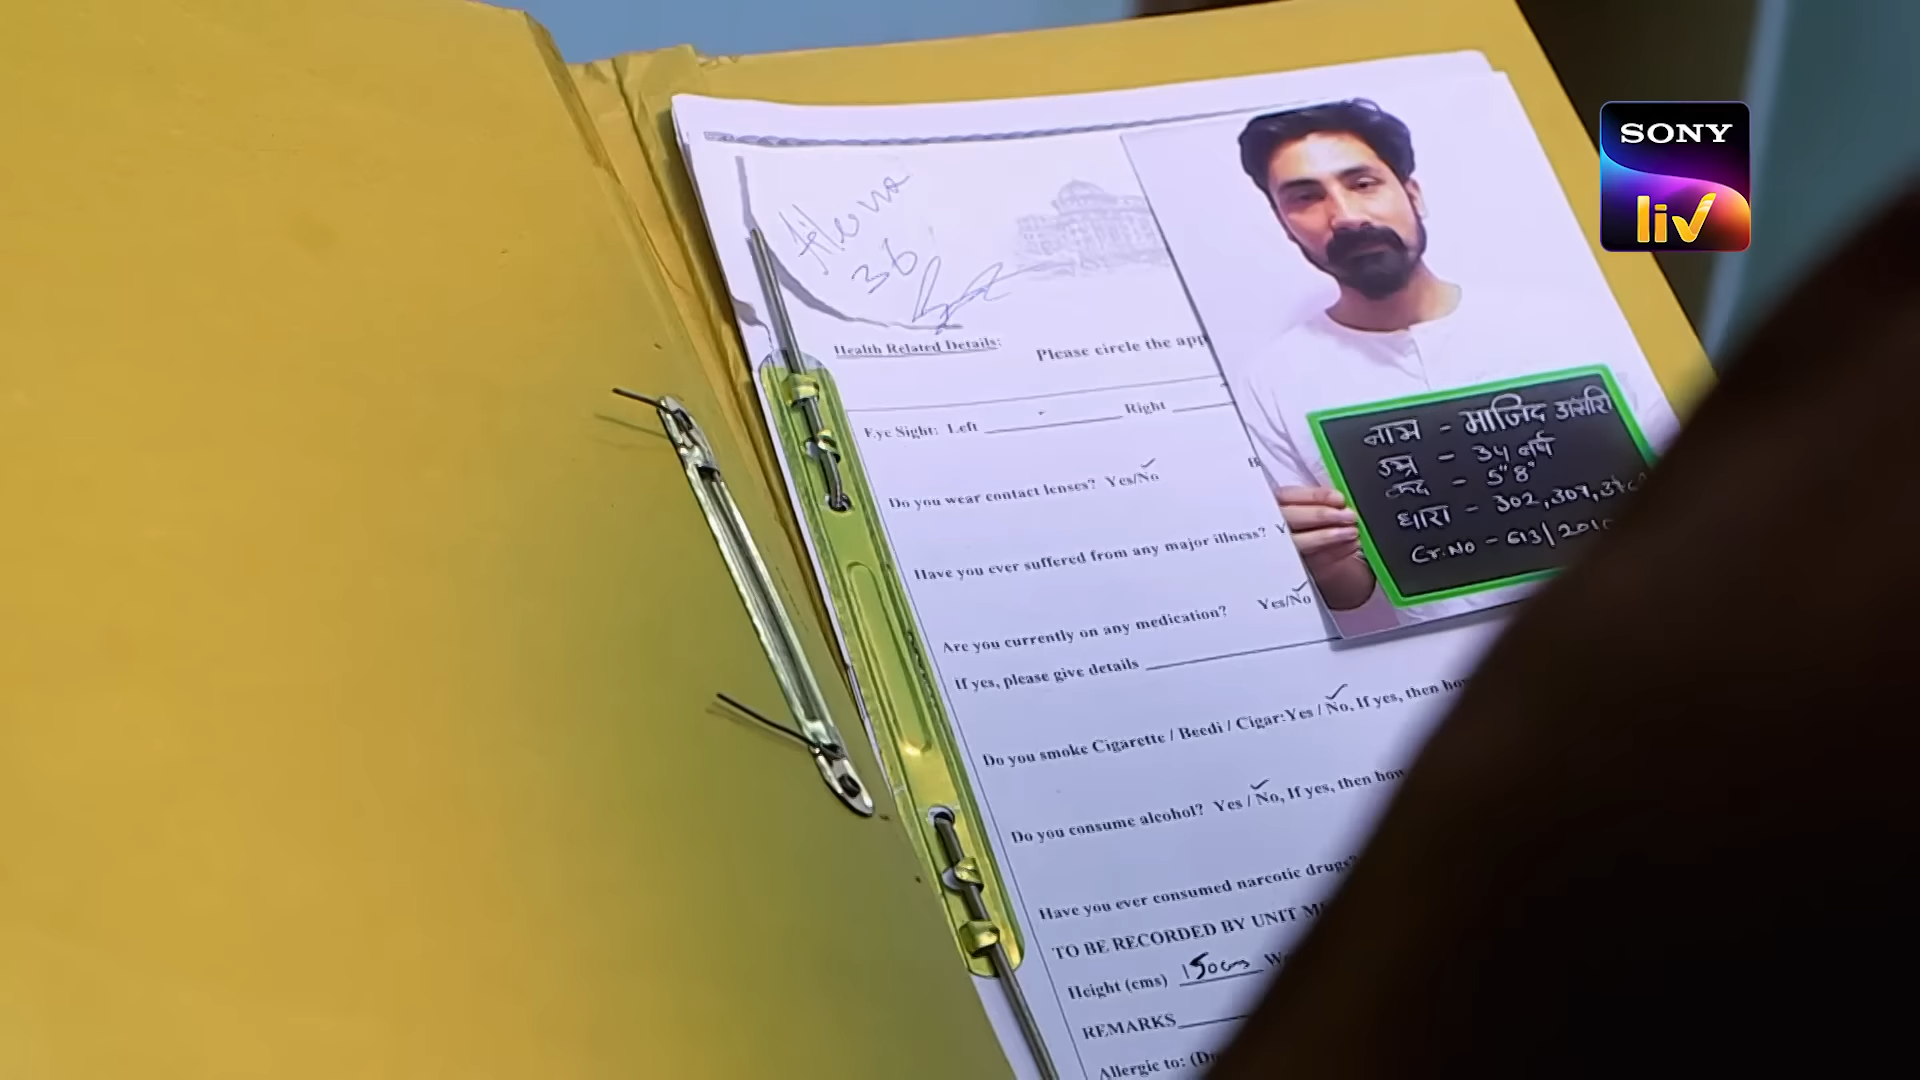 SONY
liv
36
Health Related Details:
Please circle the app
Eye Sight: Left
Right
Do you wear contact lenses? Yes/No
Have you ever suffered from any major illness?
Are you currently on any medication? Yes/No
if yes, please give details
Do you smoke Cigarette / Beedi / Cigar:Yes / No, If yes, then how
Do you consume alcohol? Yes / No, If yes, then how
Have you ever consumed narcotic drugs?
TO BE RECORDED BY UNIT
Height (cms) 150cm
REMARKS
Allergic to:
नाम - माजिद अंसारी
उम्र - 34 वर्ष
कद - 5"8'
धारा - 302, 307,
Cr.No - 613/201